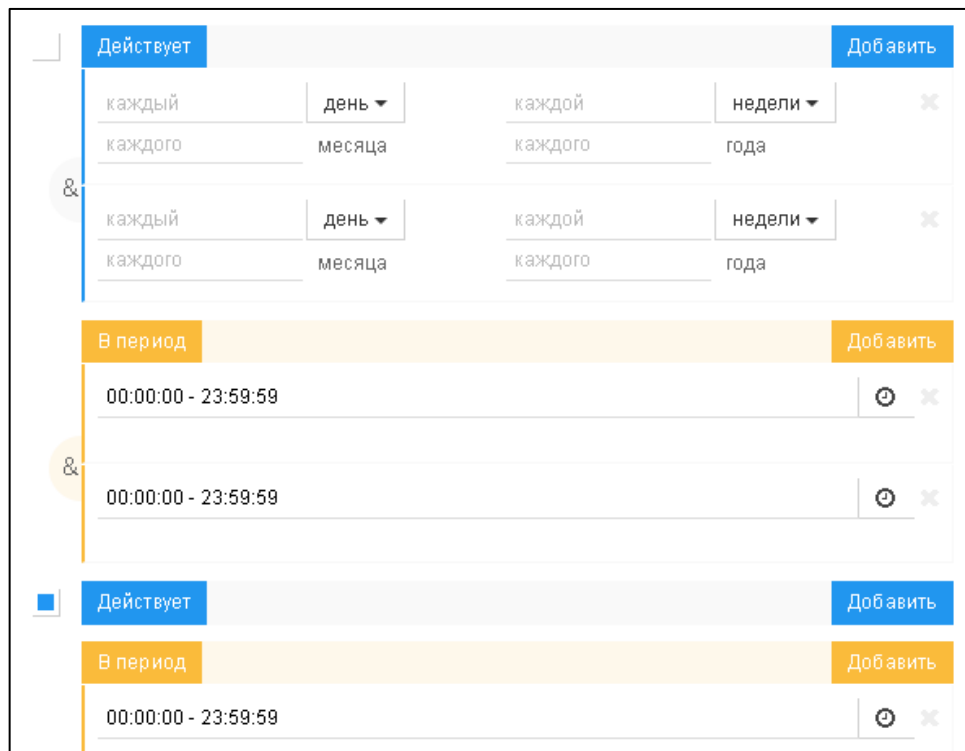 Действует Добавить
каждый день каждой недели
каждого месяца каждого года
&
каждый день каждой недели
каждого месяца каждого года
В период Добавить
00:00:00 - 23:59:59
&
00:00:00 - 23:59:59
Действует Добавить
В период Добавить
00:00:00 - 23:59:59